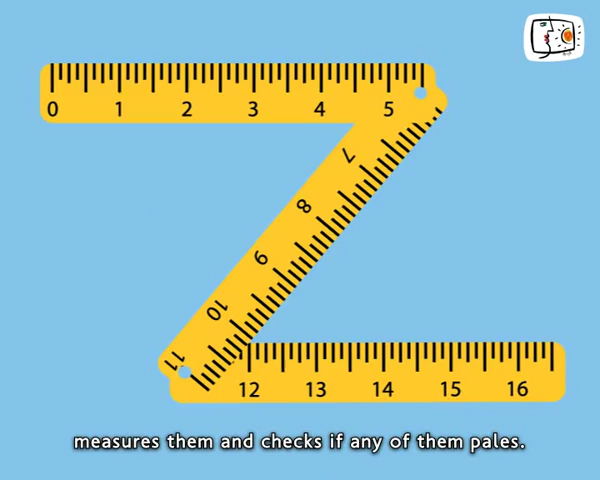 0 1 2 3 4 5
7
8
9
10
11
12 13 14 15 16
measures them and checks if any of them pales.